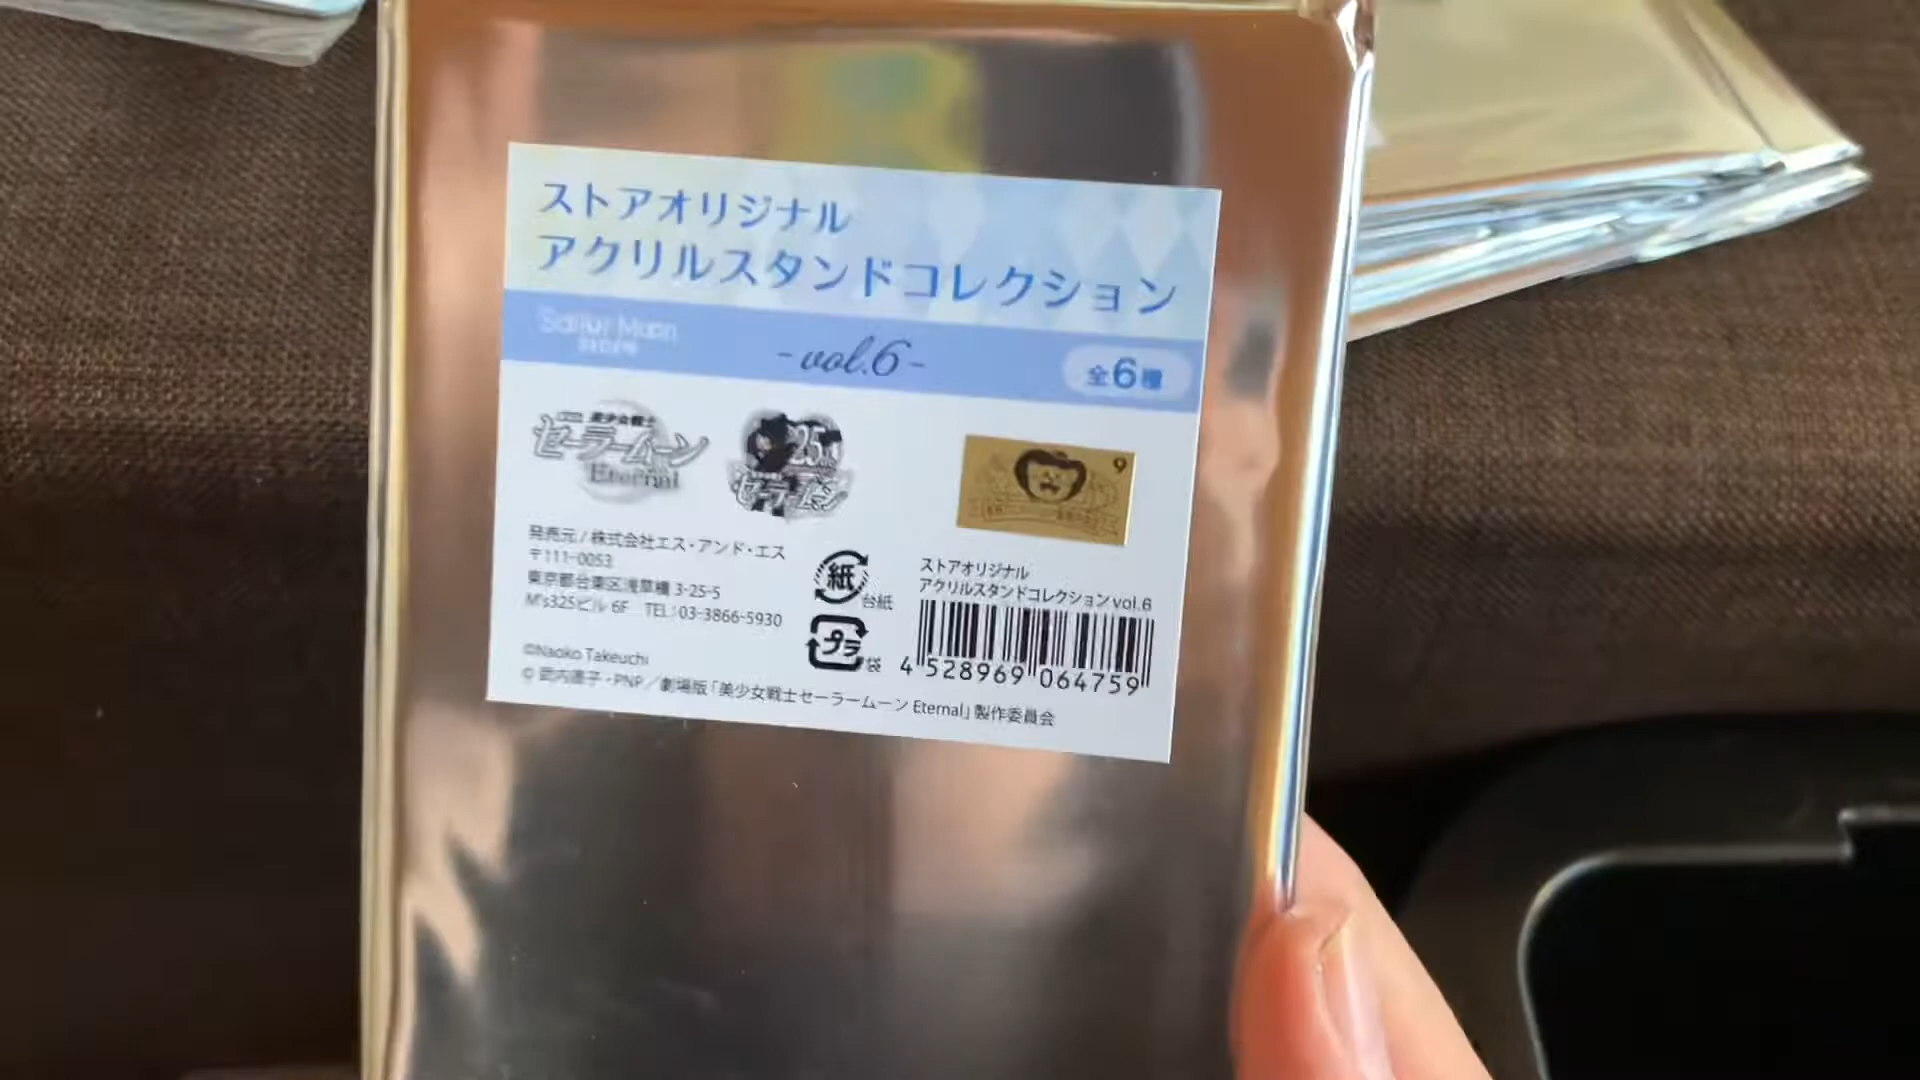 ストアオリジナル
アクリルスタンドコレクション
Sailor Moon
STORE
-vol.6-
全6種
美少女戦士
セーラームーン
Eternal
25th
セーラームーン
9
発売元/株式会社エス・アンド・エス
〒111-0053
東京都台東区浅草橋 3-25-5
M's325ビル 6F TEL:03-3866-5930
紙
台紙
プラ
袋
ストアオリジナル
アクリルスタンドコレクション vol.6
4 528969 064759
©Naoko Takeuchi
© 武内直子・PNP／劇場版「美少女戦士セーラームーン Eternal」製作委員会